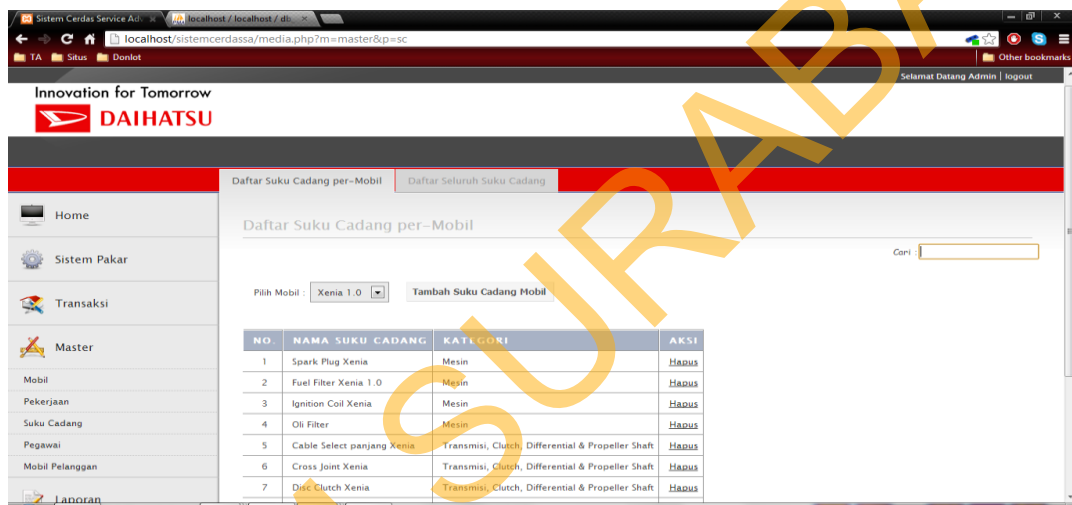 Sistem Cerdas Service Adv
localhost / localhost / db_
localhost/sistemcerdassa/media.php?m=master&p=sc
TA Situs Donlot Other bookmarks
Selamat Datang Admin | logout
Innovation for Tomorrow
DAIHATSU
Daftar Suku Cadang per-Mobil Daftar Seluruh Suku Cadang
Home
Sistem Pakar
Transaksi
Master
Mobil
Pekerjaan
Suku Cadang
Pegawai
Mobil Pelanggan
Laporan
Daftar Suku Cadang per-Mobil
Cari :
Pilih Mobil : Xenia 1.0 Tambah Suku Cadang Mobil
NO. NAMA SUKU CADANG KATEGORI AKSI
1 Spark Plug Xenia Mesin Hapus
2 Fuel Filter Xenia 1.0 Mesin Hapus
3 Ignition Coil Xenia Mesin Hapus
4 Oli Filter Mesin Hapus
5 Cable Select panjang Xenia Transmisi, Clutch, Differential & Propeller Shaft Hapus
6 Cross Joint Xenia Transmisi, Clutch, Differential & Propeller Shaft Hapus
7 Disc Clutch Xenia Transmisi, Clutch, Differential & Propeller Shaft Hapus
SURABA